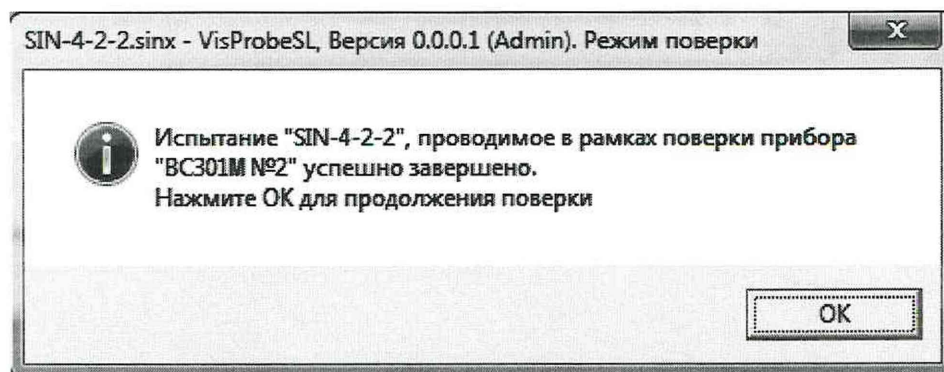 SIN-4-2-2.sinx - VisProbeSL, Версия 0.0.0.1 (Admin). Режим поверки
Испытание "SIN-4-2-2", проводимое в рамках поверки прибора
"ВС301М №2" успешно завершено.
Нажмите ОК для продолжения поверки
ОК